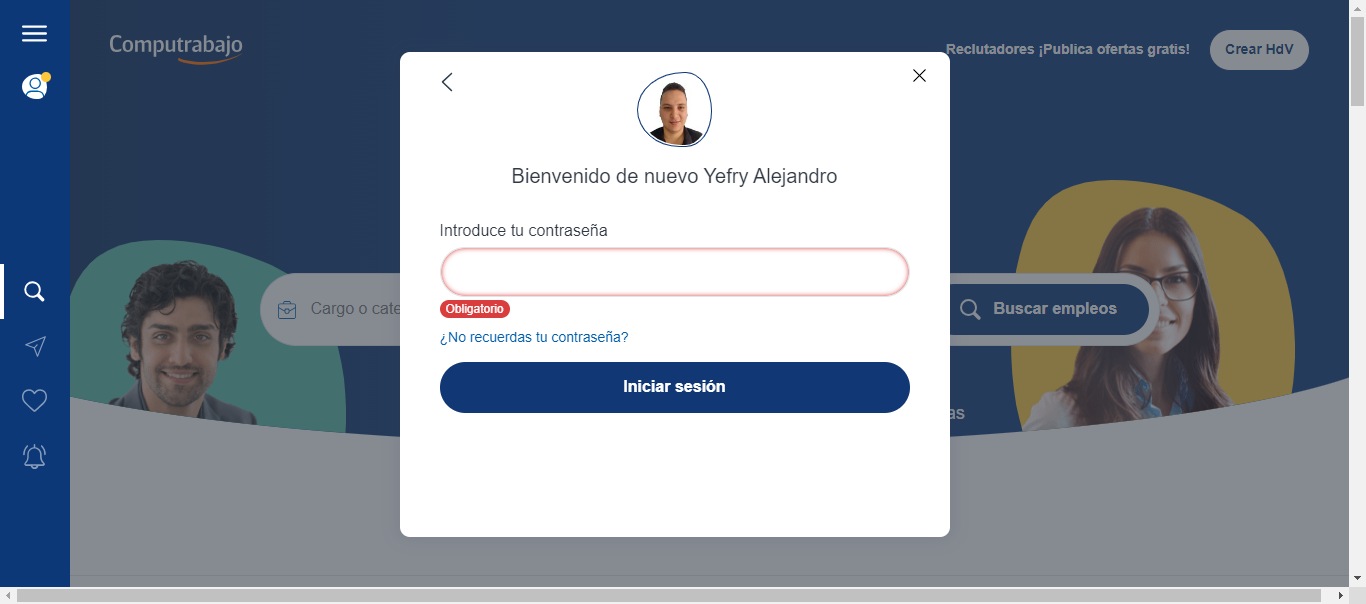 Computrabajo
Reclutadores ¡Publica ofertas gratis!
Crear HdV
Bienvenido de nuevo Yefry Alejandro
Introduce tu contraseña
Cargo o cate
Buscar empleos
Obligatorio
¿No recuerdas tu contraseña?
Iniciar sesión
as